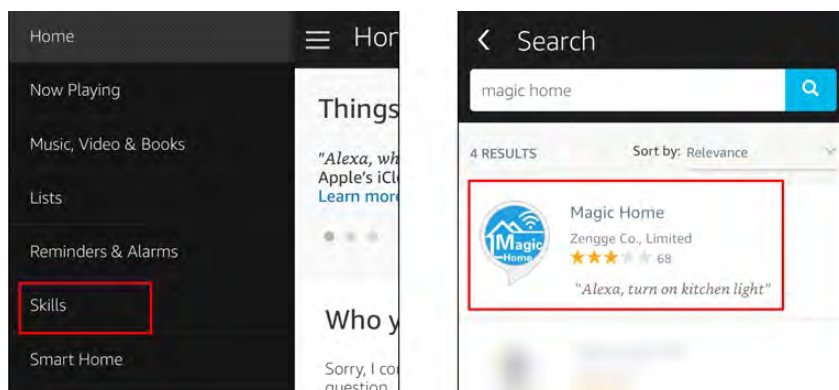 Home
Now Playing
Music, Video & Books
Lists
Reminders & Alarms
Skills
Smart Home
Hor
Things
"Alexa, wh
Apple's iCl
Learn more
Who y
Sorry, I cou
question
Search
magic home
4 RESULTS
Sort by: Relevance
Magic Home
Magic Home
Zengge Co., Limited
68
"Alexa, turn on kitchen light"